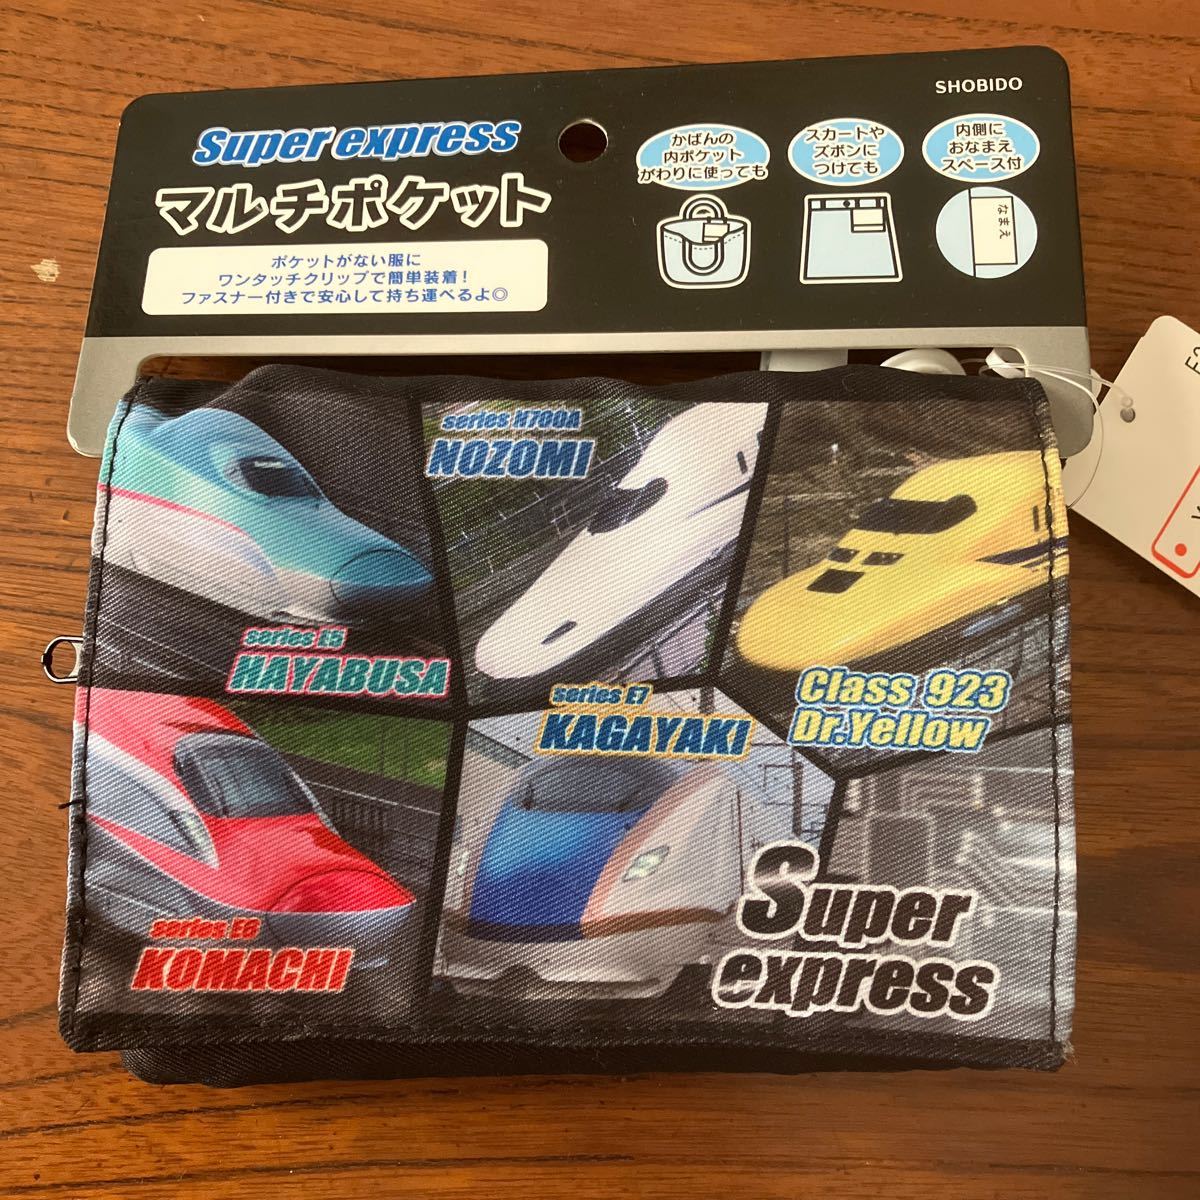 SHOBIDO
Super express
マルチポケット
ポケットがない服に
ワンタッチクリップで簡単装着！
ファスナー付きで安心して持ち運べるよ◎
かばんの
内ポケット
がわりに使っても
スカートや
ズボンに
つけても
内側に
おなまえ
スペース付
なまえ
series N700A
NOZOMI
series E5
HAYABUSA
series E7
KAGAYAKI
Class 923
Dr.Yellow
series E6
KOMACHI
Super
express